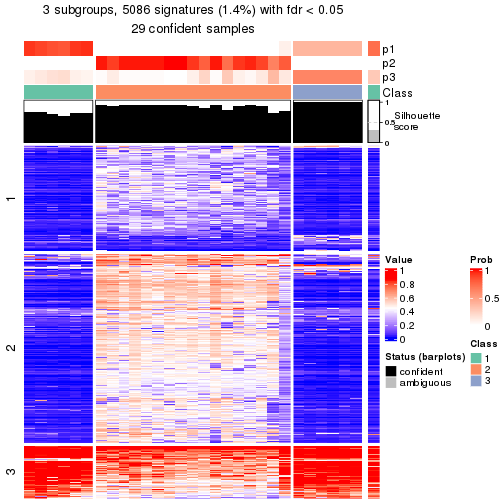 3 subgroups, 5086 signatures (1.4%) with fdr < 0.05
29 confident samples
p1
p2
p3
Class
1
0.5
0
Silhouette
score
1
2
3
Value
1
0.8
0.6
0.4
0.2
0
Prob
1
0.5
0
Status (barplots)
confident
ambiguous
Class
1
2
3